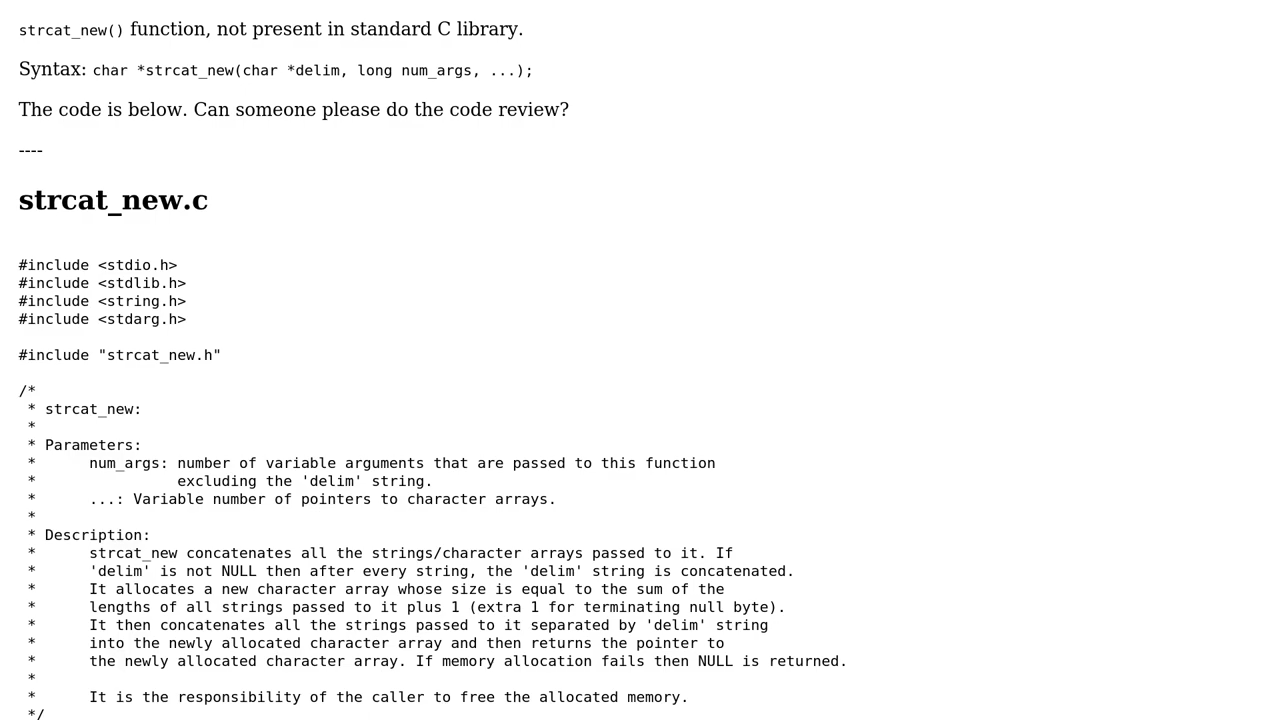 strcat_new() function, not present in standard C library.
Syntax: char *strcat_new(char *delim, long num_args, ...);
The code is below. Can someone please do the code review?
----
strcat_new.c
#include <stdio.h>
#include <stdlib.h>
#include <string.h>
#include <stdarg.h>
#include "strcat_new.h"
/*
 * strcat_new:
 *
 * Parameters:
 *      num_args: number of variable arguments that are passed to this function
 *                excluding the 'delim' string.
 *      ...: Variable number of pointers to character arrays.
 *
 * Description:
 *      strcat_new concatenates all the strings/character arrays passed to it. If
 *      'delim' is not NULL then after every string, the 'delim' string is concatenated.
 *      It allocates a new character array whose size is equal to the sum of the
 *      lengths of all strings passed to it plus 1 (extra 1 for terminating null byte).
 *      It then concatenates all the strings passed to it separated by 'delim' string
 *      into the newly allocated character array and then returns the pointer to
 *      the newly allocated character array. If memory allocation fails then NULL is returned.
 *
 *      It is the responsibility of the caller to free the allocated memory.
 */